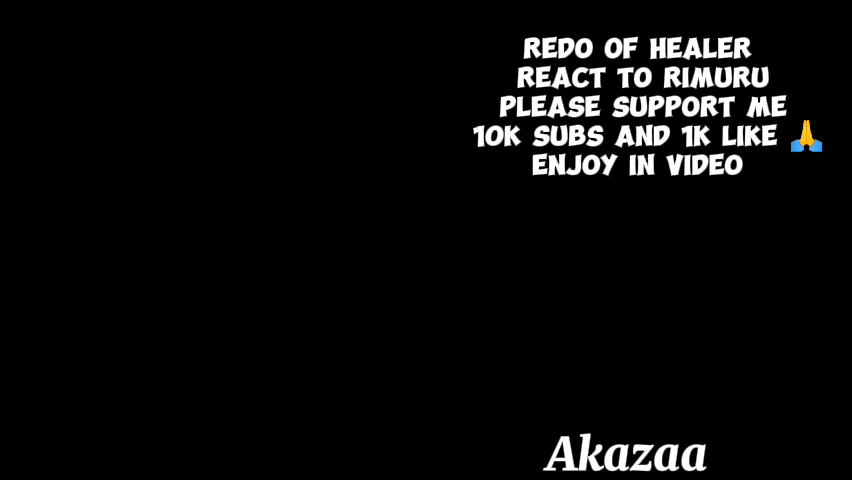 REDO OF HEALER
REACT TO RIMURU
PLEASE SUPPORT ME
10K SUBS AND 1K LIKE 🙏
ENJOY IN VIDEO
Akazaa